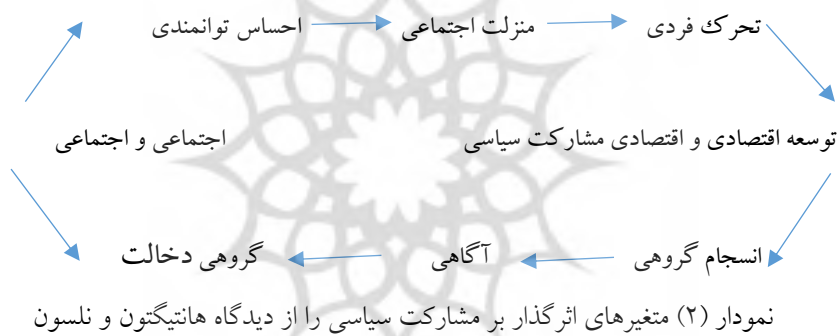 تحرک فردی منزلت اجتماعی احساس توانمندی
توسعه اقتصادی و اقتصادی مشارکت سیاسی اجتماعی و اجتماعی
انسجام گروهی آگاهی گروهی دخالت
نمودار (۲) متغیرهای اثرگذار بر مشارکت سیاسی را از دیدگاه هانتیگتون و نلسون